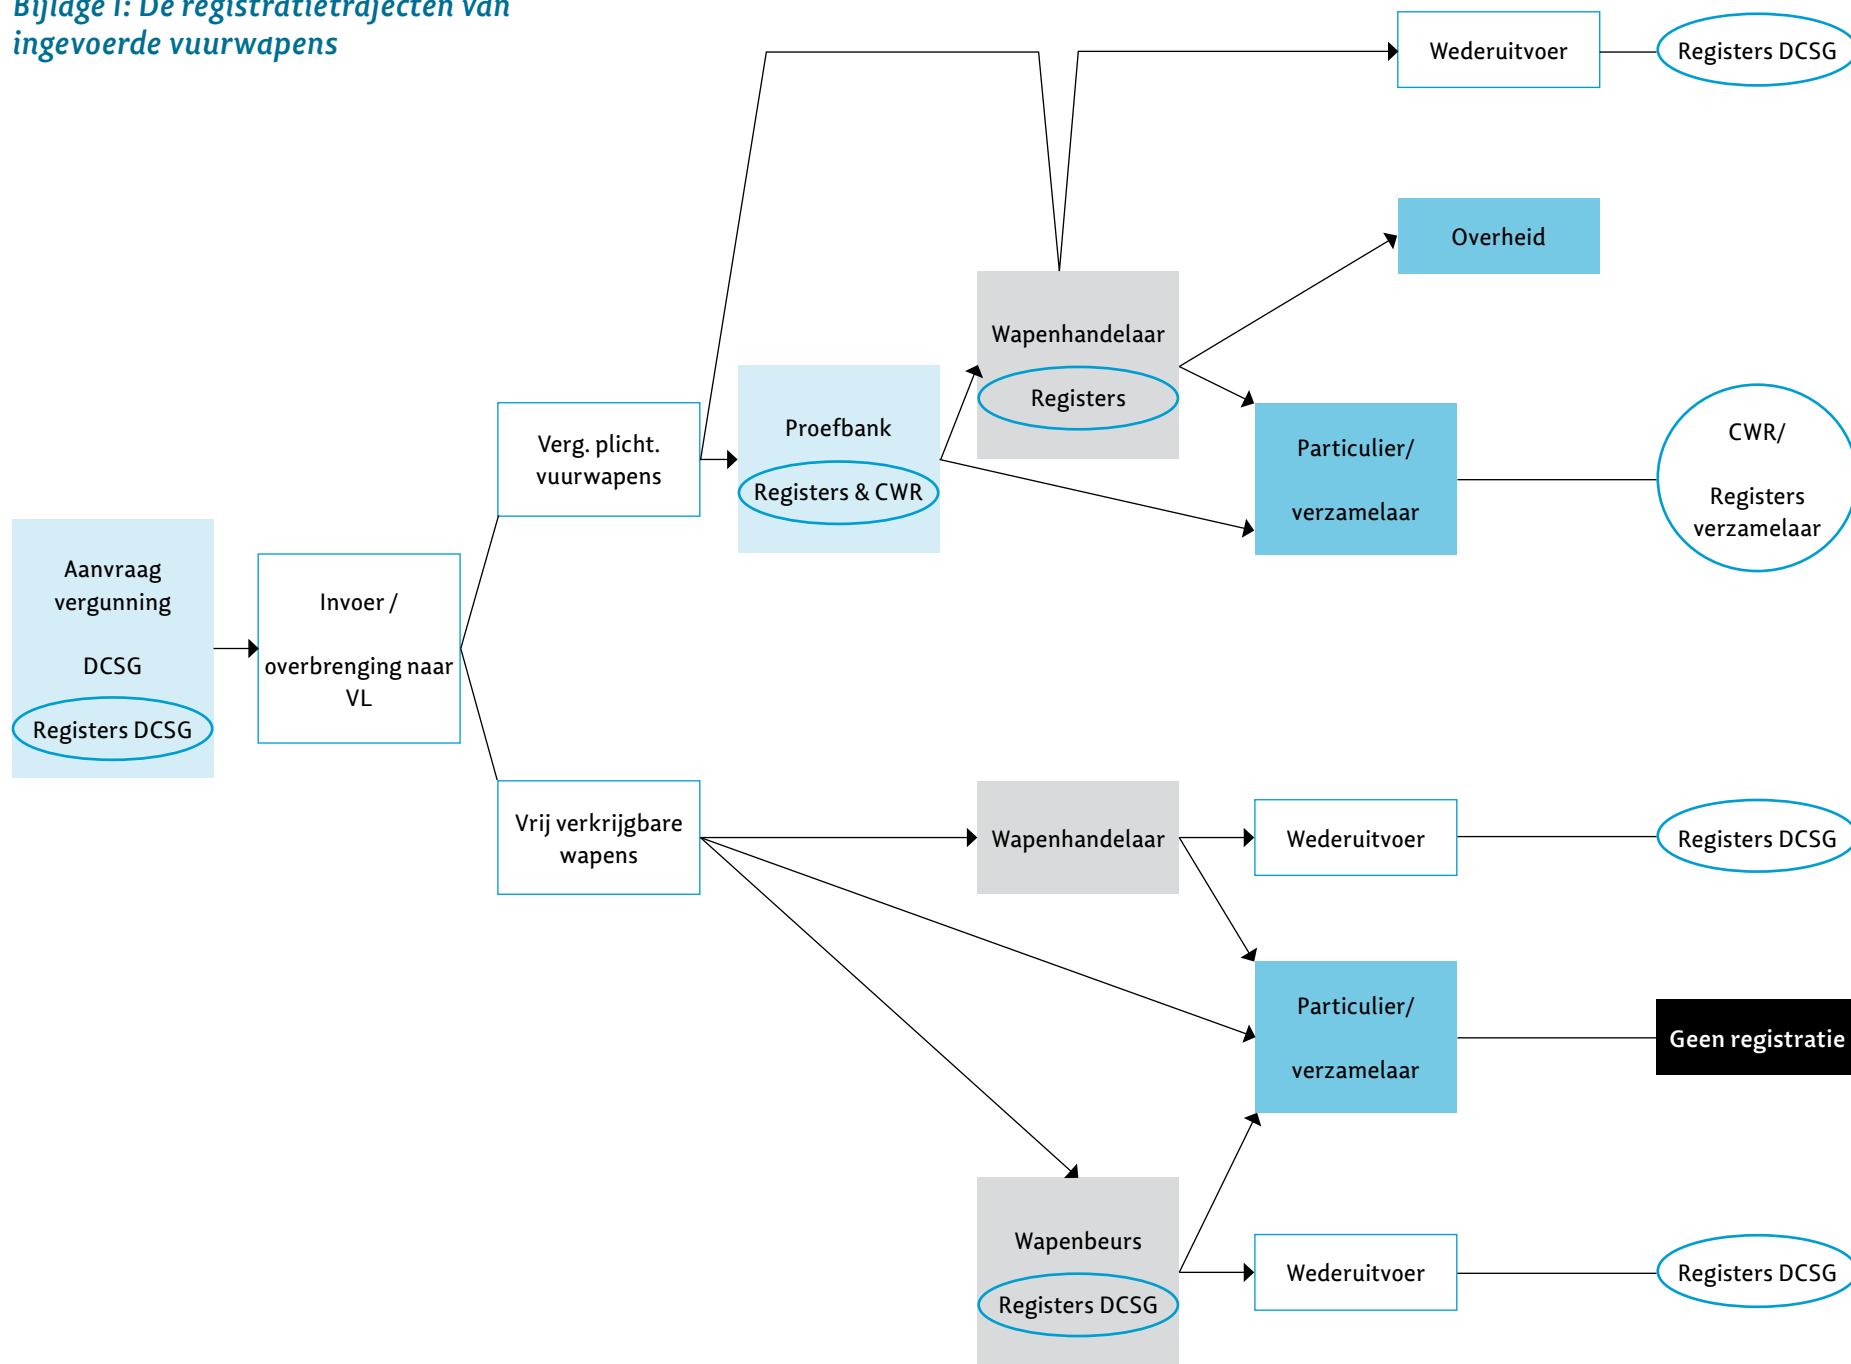 Bijlage 1: De registratietrajecten van
ingevoerde vuurwapens
Wederuitvoer
Registers DCSG
Overheid
Wapenhandelaar
Registers
Proefbank
Registers & CWR
Verg. plicht.
vuurwapens
Particulier/
verzamelaar
CWR/
Registers
verzamelaar
Aanvraag
vergunning
DCSG
Registers DCSG
Invoer /
overbrenging naar
VL
Vrij verkrijgbare
wapens
Wapenhandelaar
Wederuitvoer
Registers DCSG
Particulier/
verzamelaar
Geen registratie
Wapenbeurs
Registers DCSG
Wederuitvoer
Registers DCSG